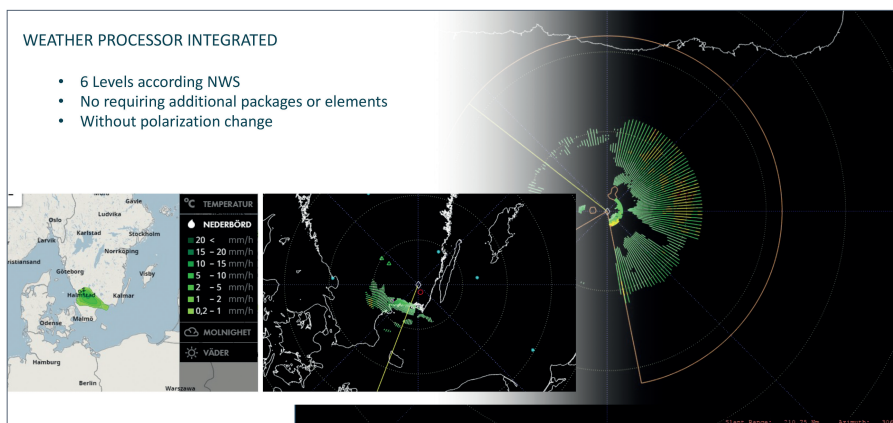 WEATHER PROCESSOR INTEGRATED
• 6 Levels according NWS
• No requiring additional packages or elements
• Without polarization change
Gävle
Oslo
Ludvika
Karlstad
Stockholm
Larvik
Norrköping
ristiansand
Göteborg
Visby
Halmstad
Kalmar
Malmö
Odense
Hamburg
Berlin
Warszawa
°C TEMPERATUR
NEDERBÖRD
20 < mm/h
15 – 20 mm/h
10 – 15 mm/h
5 – 10 mm/h
2 – 5 mm/h
1 – 2 mm/h
0,2 – 1 mm/h
MOLNIGHET
VÄDER